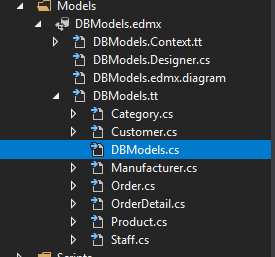 Models
DBModels.edmx
DBModels.Context.tt
DBModels.Designer.cs
DBModels.edmx.diagram
DBModels.tt
Category.cs
Customer.cs
DBModels.cs
Manufacturer.cs
Order.cs
OrderDetail.cs
Product.cs
Staff.cs
Scripts